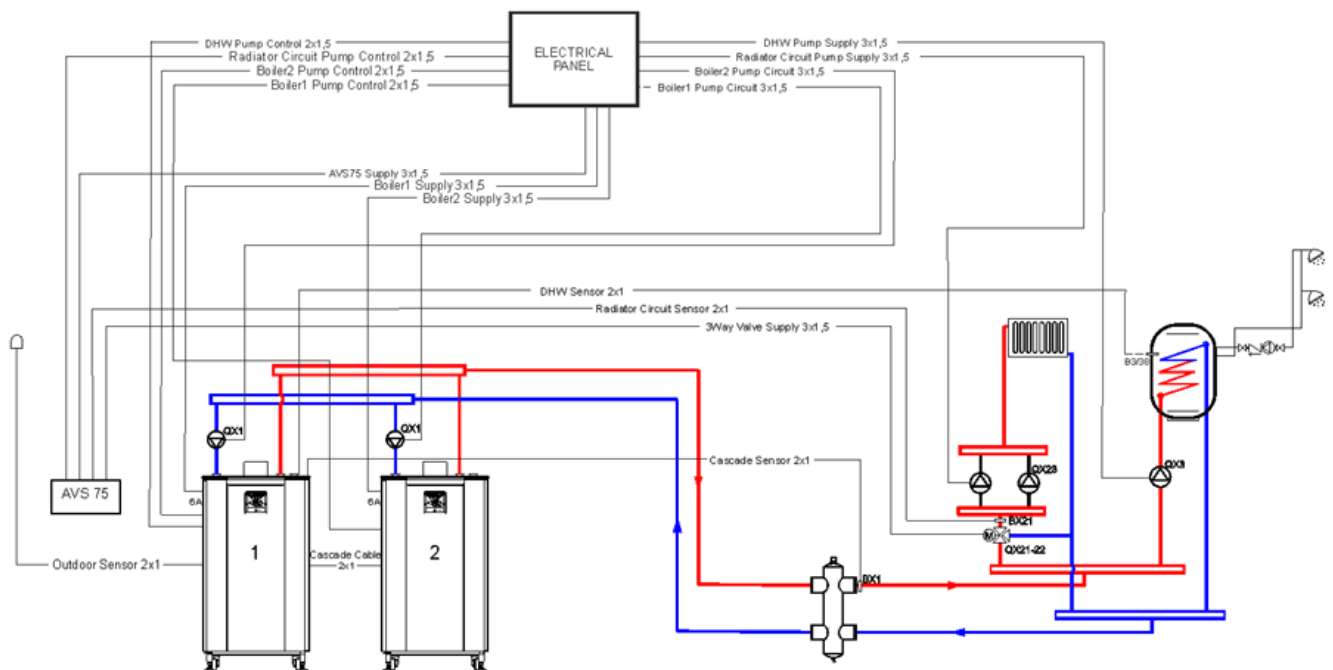 DHW Pump Control 2x1,5
Radiator Circuit Pump Control 2x1,5
Boiler2 Pump Control 2x1,5
Boiler1 Pump Control 2x1,5
ELECTRICAL
PANEL
DHW Pump Supply 3x1,5
Radiator Circuit Pump Supply 3x1,5
Boiler2 Pump Circuit 3x1,5
Boiler1 Pump Circuit 3x1,5
AVS75 Supply 3x1,5
Boiler1 Supply 3x1,5
Boiler2 Supply 3x1,5
DHW Sensor 2x1
Radiator Circuit Sensor 2x1
3Way Valve Supply 3x1,5
B3/38
QX1
QX1
Cascade Sensor 2x1
QX23
QX3
AVS 75
6A
6A
BX21
M
QX21-22
1
2
Cascade Cable
2x1
Outdoor Sensor 2x1
BX1